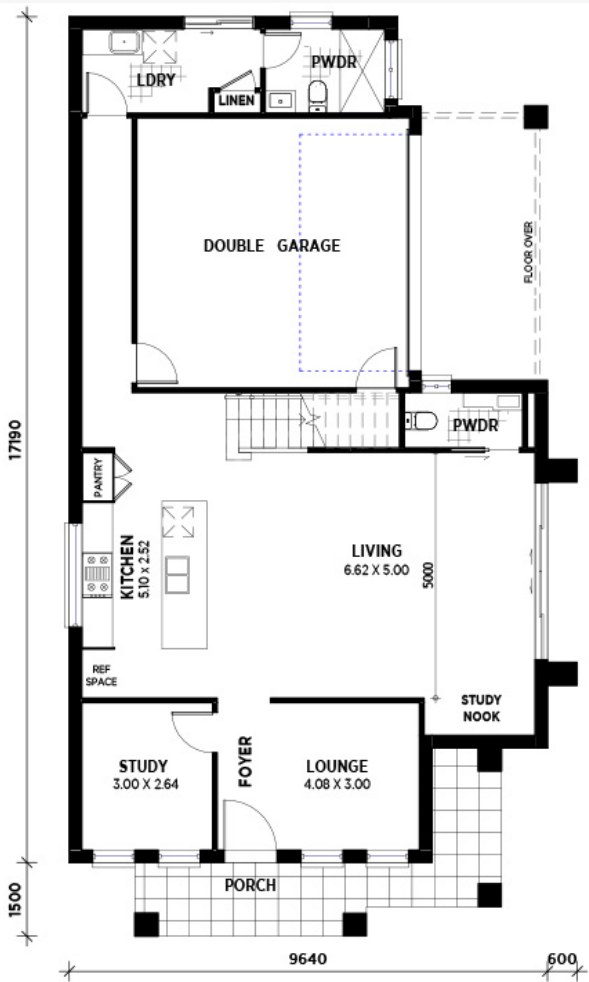 PWDR
LDRY
LINEN
DOUBLE GARAGE
FLOOR OVER
17190
PWDR
PANTRY
KITCHEN
5.10 x 2.52
LIVING
6.62 X 5.00
5000
REF
SPACE
STUDY
NOOK
STUDY
3.00 X 2.64
FOYER
LOUNGE
4.08 X 3.00
1500
PORCH
9640
600